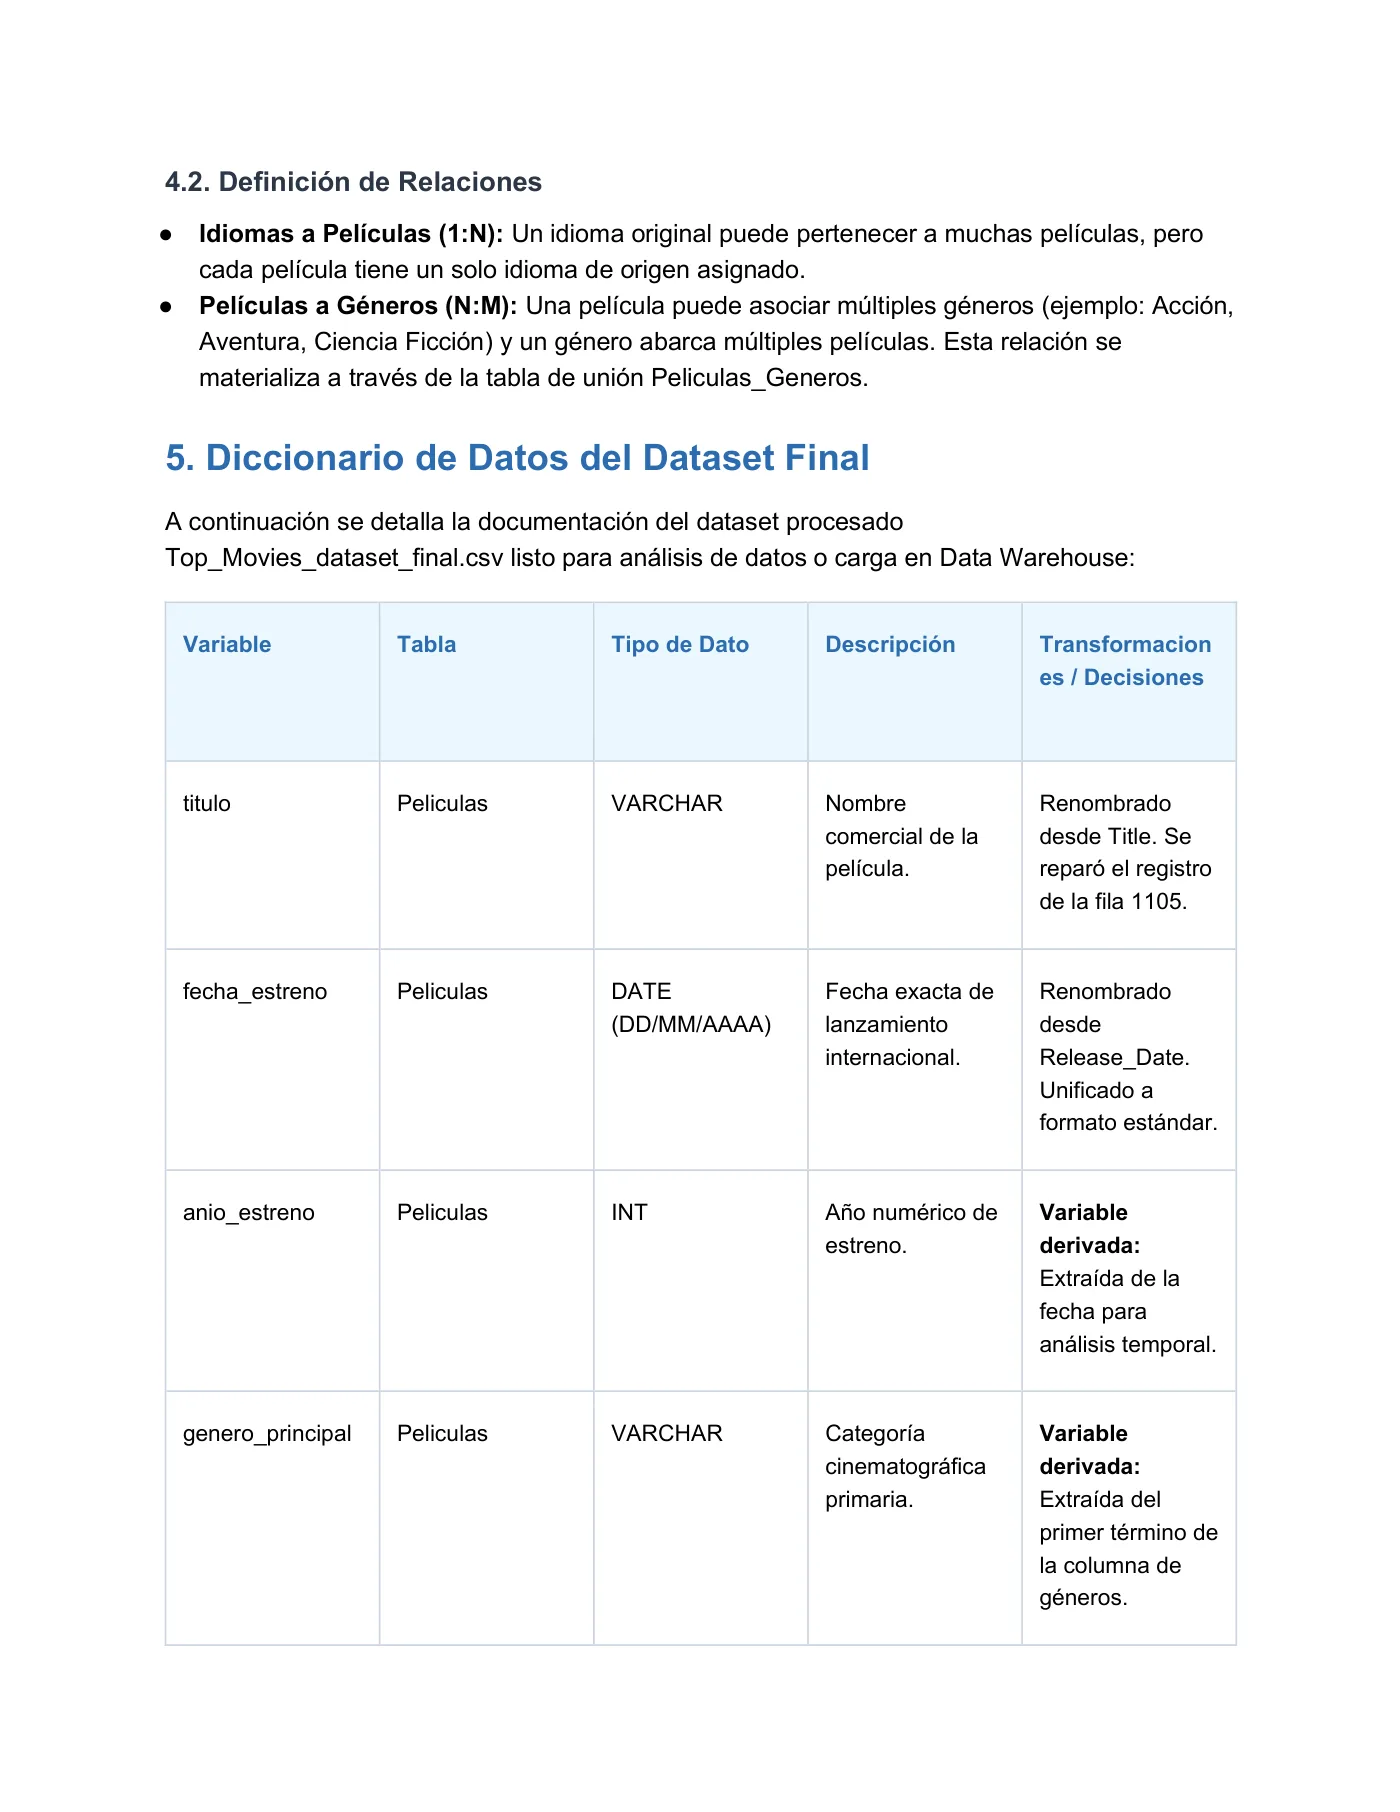 4.2. Definición de Relaciones
● Idiomas a Películas (1:N): Un idioma original puede pertenecer a muchas películas, pero
cada película tiene un solo idioma de origen asignado.
● Películas a Géneros (N:M): Una película puede asociar múltiples géneros (ejemplo: Acción,
Aventura, Ciencia Ficción) y un género abarca múltiples películas. Esta relación se
materializa a través de la tabla de unión Peliculas_Generos.
5. Diccionario de Datos del Dataset Final
A continuación se detalla la documentación del dataset procesado
Top_Movies_dataset_final.csv listo para análisis de datos o carga en Data Warehouse:
Variable
Tabla
Tipo de Dato
Descripción
Transformacion
es / Decisiones
titulo
Peliculas
VARCHAR
Nombre
comercial de la
película.
Renombrado
desde Title. Se
reparó el registro
de la fila 1105.
fecha_estreno
Peliculas
DATE
(DD/MM/AAAA)
Fecha exacta de
lanzamiento
internacional.
Renombrado
desde
Release_Date.
Unificado a
formato estándar.
anio_estreno
Peliculas
INT
Año numérico de
estreno.
Variable
derivada:
Extraída de la
fecha para
análisis temporal.
genero_principal
Peliculas
VARCHAR
Categoría
cinematográfica
primaria.
Variable
derivada:
Extraída del
primer término de
la columna de
géneros.